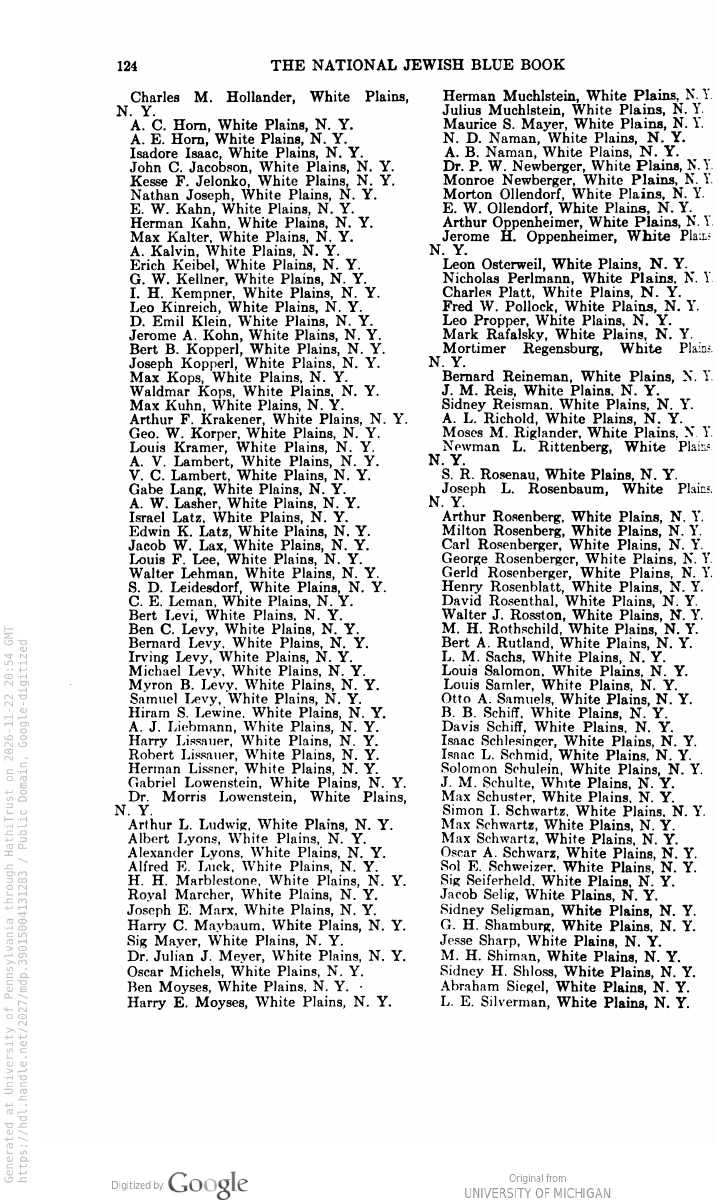 124
THE NATIONAL JEWISH BLUE BOOK
Charles M. Hollander, White Plains,
N. Y.
A. C. Horn, White Plains, N. Y.
A. E. Horn, White Plains, N. Y.
Isadore Isaac, White Plains, N. Y.
John C. Jacobson, White Plains, N. Y.
Kesse F. Jelonko, White Plains, N. Y.
Nathan Joseph, White Plains, N. Y.
E. W. Kahn, White Plains, N. Y.
Herman Kahn, White Plains, N. Y.
Max Kalter, White Plains, N. Y.
A. Kalvin, White Plains, N. Y.
Erich Keibel, White Plains, N. Y.
G. W. Kellner, White Plains, N. Y.
I. H. Kempner, White Plains, N. Y.
Leo Kinreich, White Plains, N. Y.
D. Emil Klein, White Plains, N. Y.
Jerome A. Kohn, White Plains, N. Y.
Bert B. Kopperl, White Plains, N. Y.
Joseph Kopperl, White Plains, N. Y.
Max Kops, White Plains, N. Y.
Waldmar Kops, White Plains, N. Y.
Max Kuhn, White Plains, N. Y.
Arthur F. Krakener, White Plains, N. Y.
Geo. W. Korper, White Plains, N. Y.
Louis Kramer, White Plains, N. Y.
A. V. Lambert, White Plains, N. Y.
V. C. Lambert, White Plains, N. Y.
Gabe Lang, White Plains, N. Y.
A. W. Lasher, White Plains, N. Y.
Israel Latz, White Plains, N. Y.
Edwin K. Latz, White Plains, N. Y.
Jacob W. Lax, White Plains, N. Y.
Louis F. Lee, White Plains, N. Y.
Walter Lehman, White Plains, N. Y.
S. D. Leidesdorf, White Plains, N. Y.
C. E. Leman, White Plains, N. Y.
Bert Levi, White Plains, N. Y.
Ben C. Levy, White Plains, N. Y.
Bernard Levy, White Plains, N. Y.
Irving Levy, White Plains, N. Y.
Michael Levy, White Plains, N. Y.
Myron B. Levy, White Plains, N. Y.
Samuel Levy, White Plains, N. Y.
Hiram S. Lewine, White Plains, N. Y.
A. J. Liebmann, White Plains, N. Y.
Harry Lissauer, White Plains, N. Y.
Robert Lissauer, White Plains, N. Y.
Herman Lissner, White Plains, N. Y.
Gabriel Lowenstein, White Plains, N. Y.
Dr. Morris Lowenstein, White Plains,
N. Y.
Arthur L. Ludwig, White Plains, N. Y.
Albert Lyons, White Plains, N. Y.
Alexander Lyons, White Plains, N. Y.
Alfred E. Luck, White Plains, N. Y.
H. H. Marblestone, White Plains, N. Y.
Royal Marcher, White Plains, N. Y.
Joseph E. Marx, White Plains, N. Y.
Harry C. Maybaum, White Plains, N. Y.
Sig Mayer, White Plains, N. Y.
Dr. Julian J. Meyer, White Plains, N. Y.
Oscar Michels, White Plains, N. Y.
Ben Moyses, White Plains, N. Y.
Harry E. Moyses, White Plains, N. Y.
Herman Muchlstein, White Plains, N. Y.
Julius Muchlstein, White Plains, N. Y.
Maurice S. Mayer, White Plains, N. Y.
N. D. Naman, White Plains, N. Y.
A. B. Naman, White Plains, N. Y.
Dr. P. W. Newberger, White Plains, N. Y.
Monroe Newberger, White Plains, N. Y.
Morton Ollendorf, White Plains, N. Y.
E. W. Ollendorf, White Plains, N. Y.
Arthur Oppenheimer, White Plains, N. Y.
Jerome H. Oppenheimer, White Plains
N. Y.
Leon Osterweil, White Plains, N. Y.
Nicholas Perlmann, White Plains, N. Y.
Charles Platt, White Plains, N. Y.
Fred W. Pollock, White Plains, N. Y.
Leo Propper, White Plains, N. Y.
Mark Rafalsky, White Plains, N. Y.
Mortimer Regensburg, White Plains,
N. Y.
Bernard Reineman, White Plains, N. Y.
J. M. Reis, White Plains, N. Y.
Sidney Reisman, White Plains, N. Y.
A. L. Richold, White Plains, N. Y.
Moses M. Riglander, White Plains, N. Y.
Newman L. Rittenberg, White Plains
N. Y.
S. R. Rosenau, White Plains, N. Y.
Joseph L. Rosenbaum, White Plains,
N. Y.
Arthur Rosenberg, White Plains, N. Y.
Milton Rosenberg, White Plains, N. Y.
Carl Rosenberger, White Plains, N. Y.
George Rosenberger, White Plains, N. Y.
Gerld Rosenberger, White Plains, N. Y.
Henry Rosenblatt, White Plains, N. Y.
David Rosenthal, White Plains, N. Y.
Walter J. Rosston, White Plains, N. Y.
M. H. Rothschild, White Plains, N. Y.
Bert A. Rutland, White Plains, N. Y.
L. M. Sachs, White Plains, N. Y.
Louis Salomon, White Plains, N. Y.
Louis Samler, White Plains, N. Y.
Otto A. Samuels, White Plains, N. Y.
B. B. Schiff, White Plains, N. Y.
Davis Schiff, White Plains, N. Y.
Isaac Schlesinger, White Plains, N. Y.
Isaac L. Schmid, White Plains, N. Y.
Solomon Schulein, White Plains, N. Y.
J. M. Schulte, White Plains, N. Y.
Max Schuster, White Plains, N. Y.
Simon I. Schwartz, White Plains, N. Y.
Max Schwartz, White Plains, N. Y.
Max Schwartz, White Plains, N. Y.
Oscar A. Schwarz, White Plains, N. Y.
Sol E. Schweizer, White Plains, N. Y.
Sig Seiferheld, White Plains, N. Y.
Jacob Selig, White Plains, N. Y.
Sidney Seligman, White Plains, N. Y.
G. H. Shamburg, White Plains, N. Y.
Jesse Sharp, White Plains, N. Y.
M. H. Shiman, White Plains, N. Y.
Sidney H. Shloss, White Plains, N. Y.
Abraham Siegel, White Plains, N. Y.
L. E. Silverman, White Plains, N. Y.
Generated at University of Pennsylvania through HathiTrust on 2026-11-22 20:54 GMT
https://hdl.handle.net/2027/mdp.39015004131283 / Public Domain, Google-digitized
Digitized by Google
Original from
UNIVERSITY OF MICHIGAN